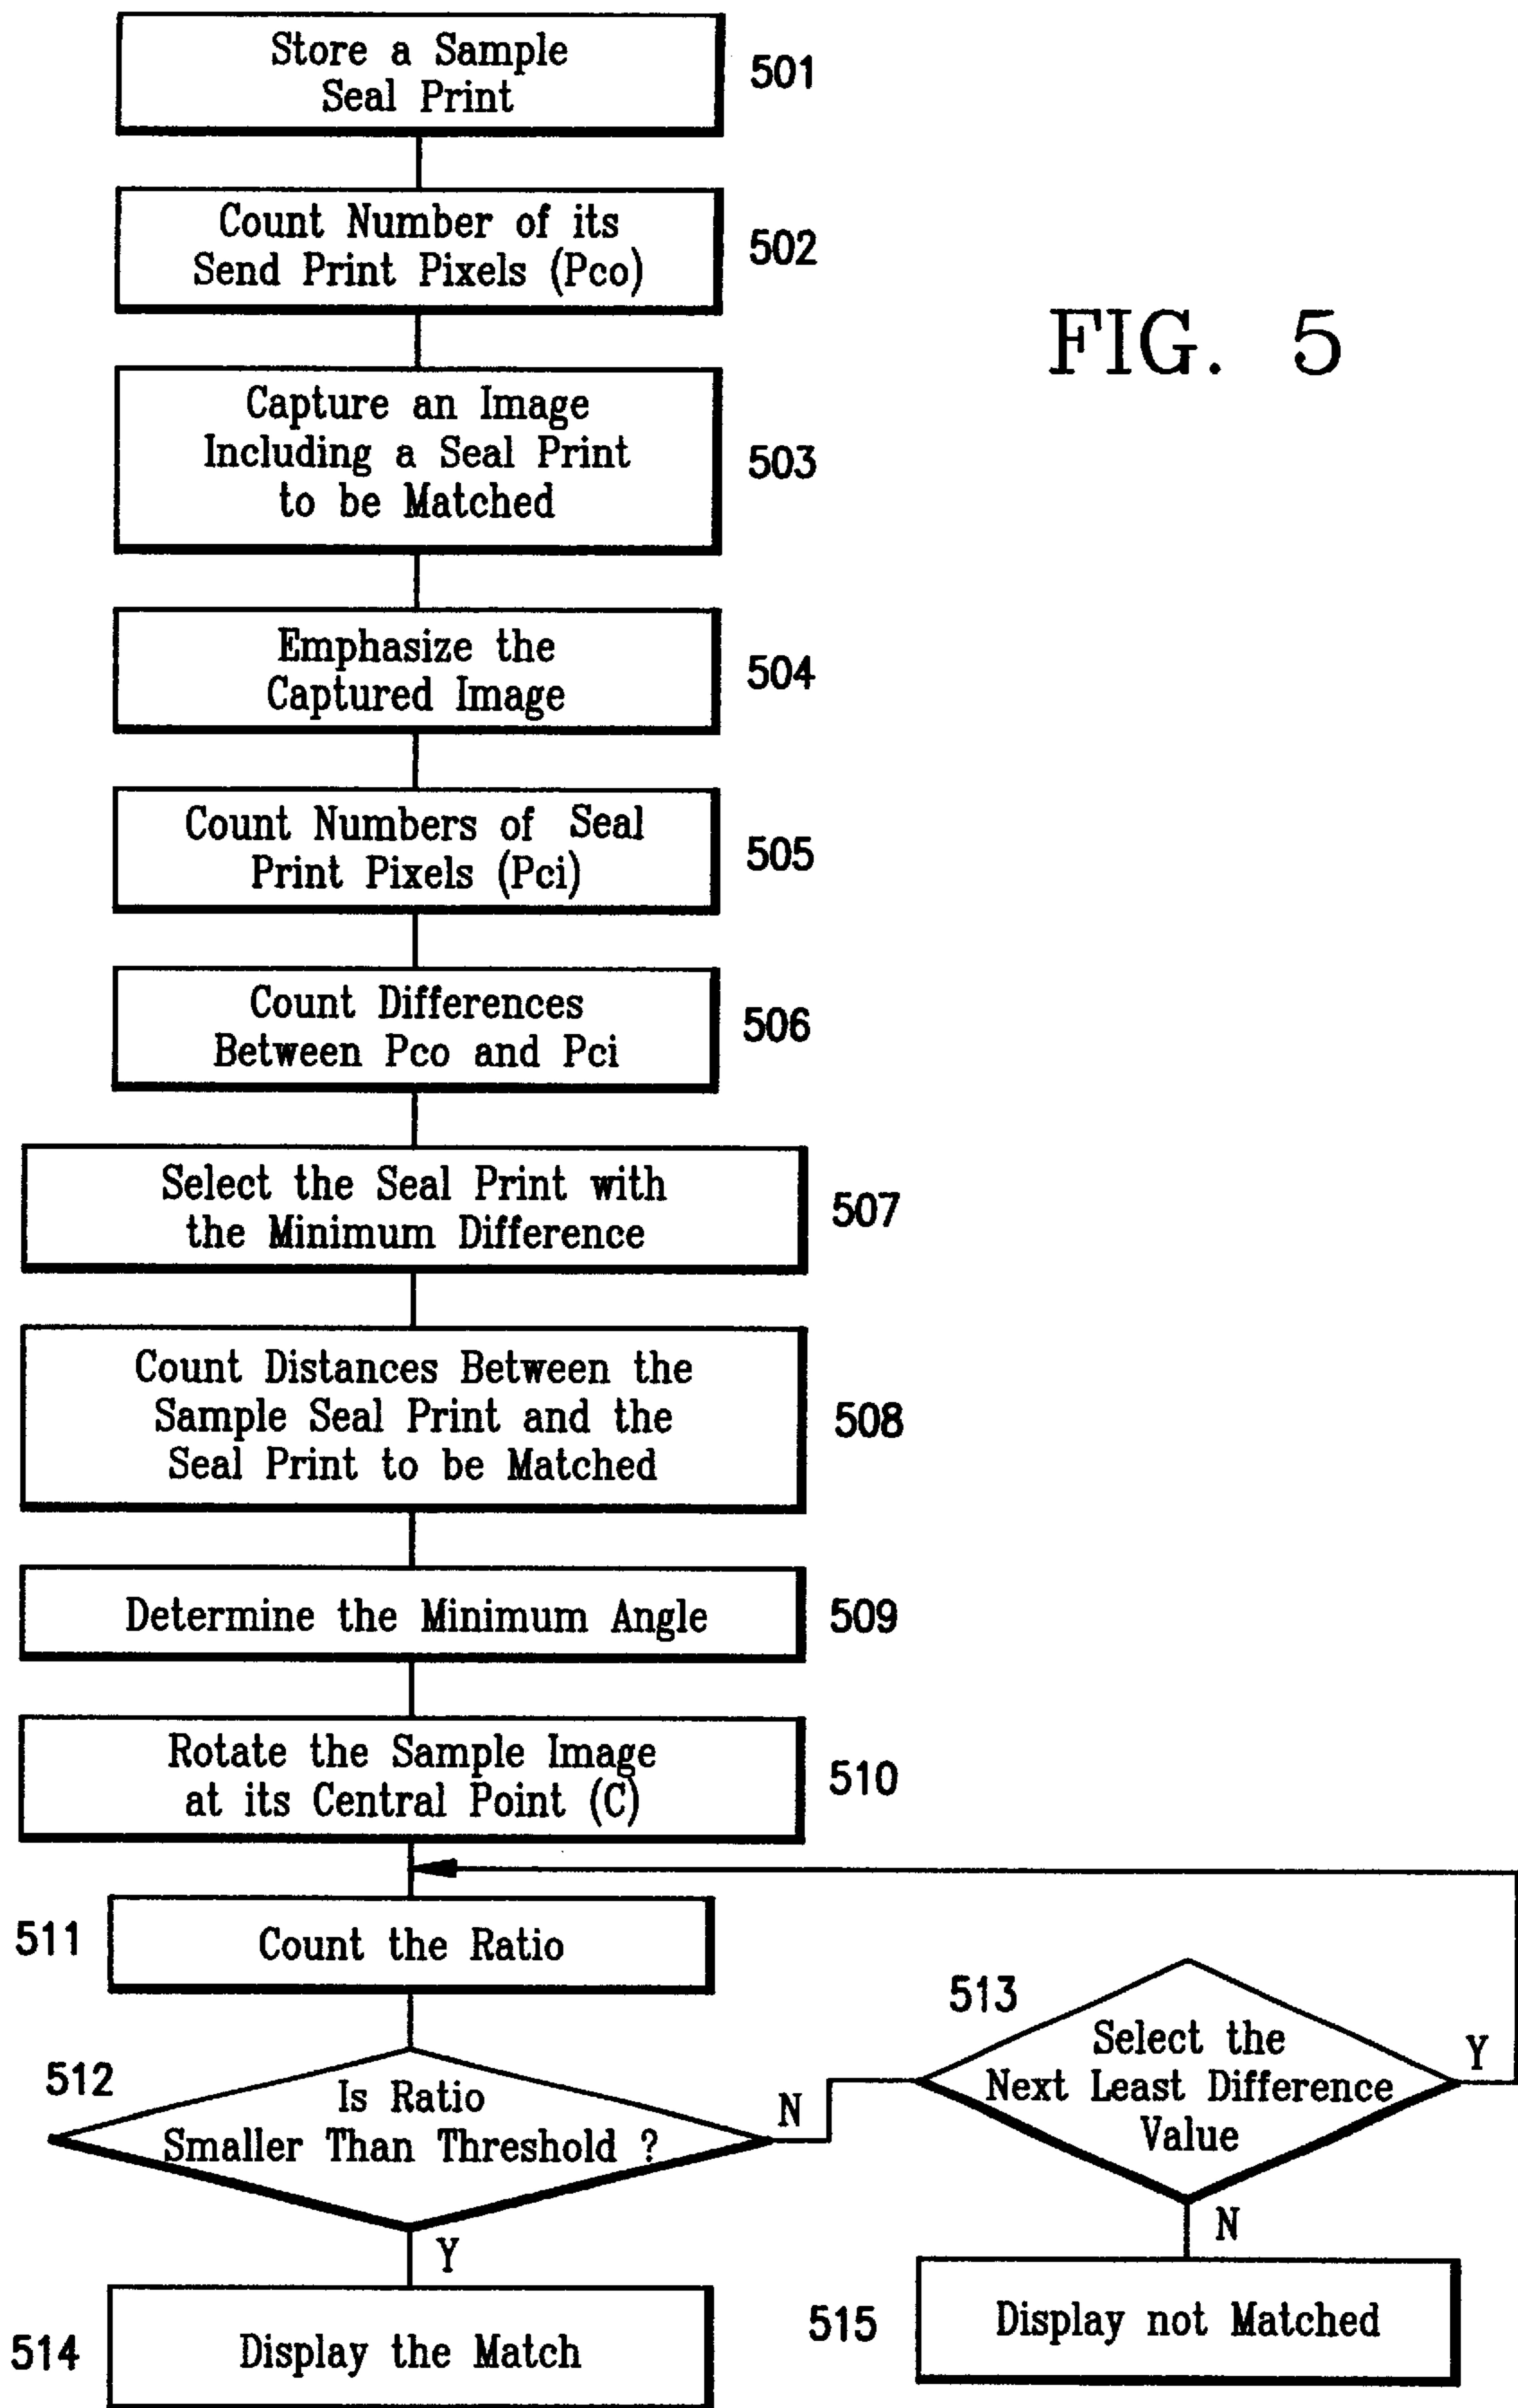 Store a Sample
Seal Print
501
Count Number of its
Send Print Pixels (Pco)
502
FIG. 5
Capture an Image
Including a Seal Print
to be Matched
503
Emphasize the
Captured Image
504
Count Numbers of Seal
Print Pixels (Pci)
505
Count Differences
Between Pco and Pci
506
Select the Seal Print with
the Minimum Difference
507
Count Distances Between the
Sample Seal Print and the
Seal Print to be Matched
508
Determine the Minimum Angle
509
Rotate the Sample Image
at its Central Point (C)
510
511
Count the Ratio
512
Is Ratio
Smaller Than Threshold ?
N
Y
513
Select the
Next Least Difference
Value
Y
N
514
Display the Match
515
Display not Matched